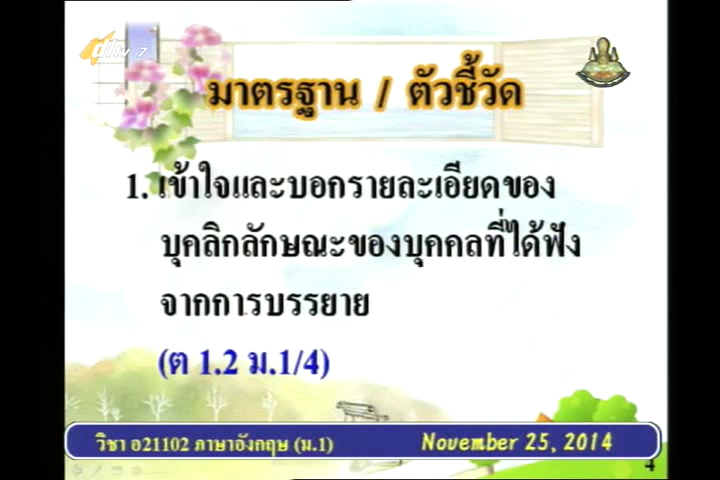 dltv 7
มาตรฐาน / ตัวชี้วัด
1. เข้าใจและบอกรายละเอียดของ
บุคลิกลักษณะของบุคคลที่ได้ฟัง
จากการบรรยาย
(ต 1.2 ม.1/4)
วิชา อ21102 ภาษาอังกฤษ (ม.1) November 25, 2014
4